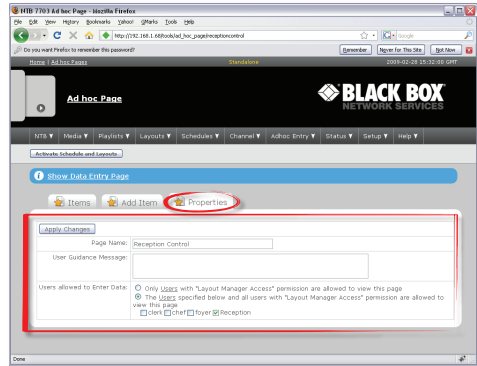 NTB 7703 Ad hoc Page - Mozilla Firefox
File Edit View History Bookmarks Yahoo! GMarks Tools Help
http://192.168.1.68/tools/ad_hoc_page/receptioncontrol
Google
Do you want Firefox to remember this password?
Remember
Never for This Site
Not Now
Home | Ad hoc Pages
Standalone
2009-02-28 15:32:00 GMT
Ad hoc Page
BLACK BOX
NETWORK SERVICES
NTB Media Playlists Layouts Schedules Channel Adhoc Entry Status Setup Help
Activate Schedule and Layouts
Show Data Entry Page
Items
Add Item
Properties
Apply Changes
Page Name: Reception Control
User Guidance Message:
Users allowed to Enter Data: Only Users with "Layout Manager Access" permission are allowed to view this page
The Users specified below and all users with "Layout Manager Access" permission are allowed to
view this page
clerk chef foyer Reception
Done